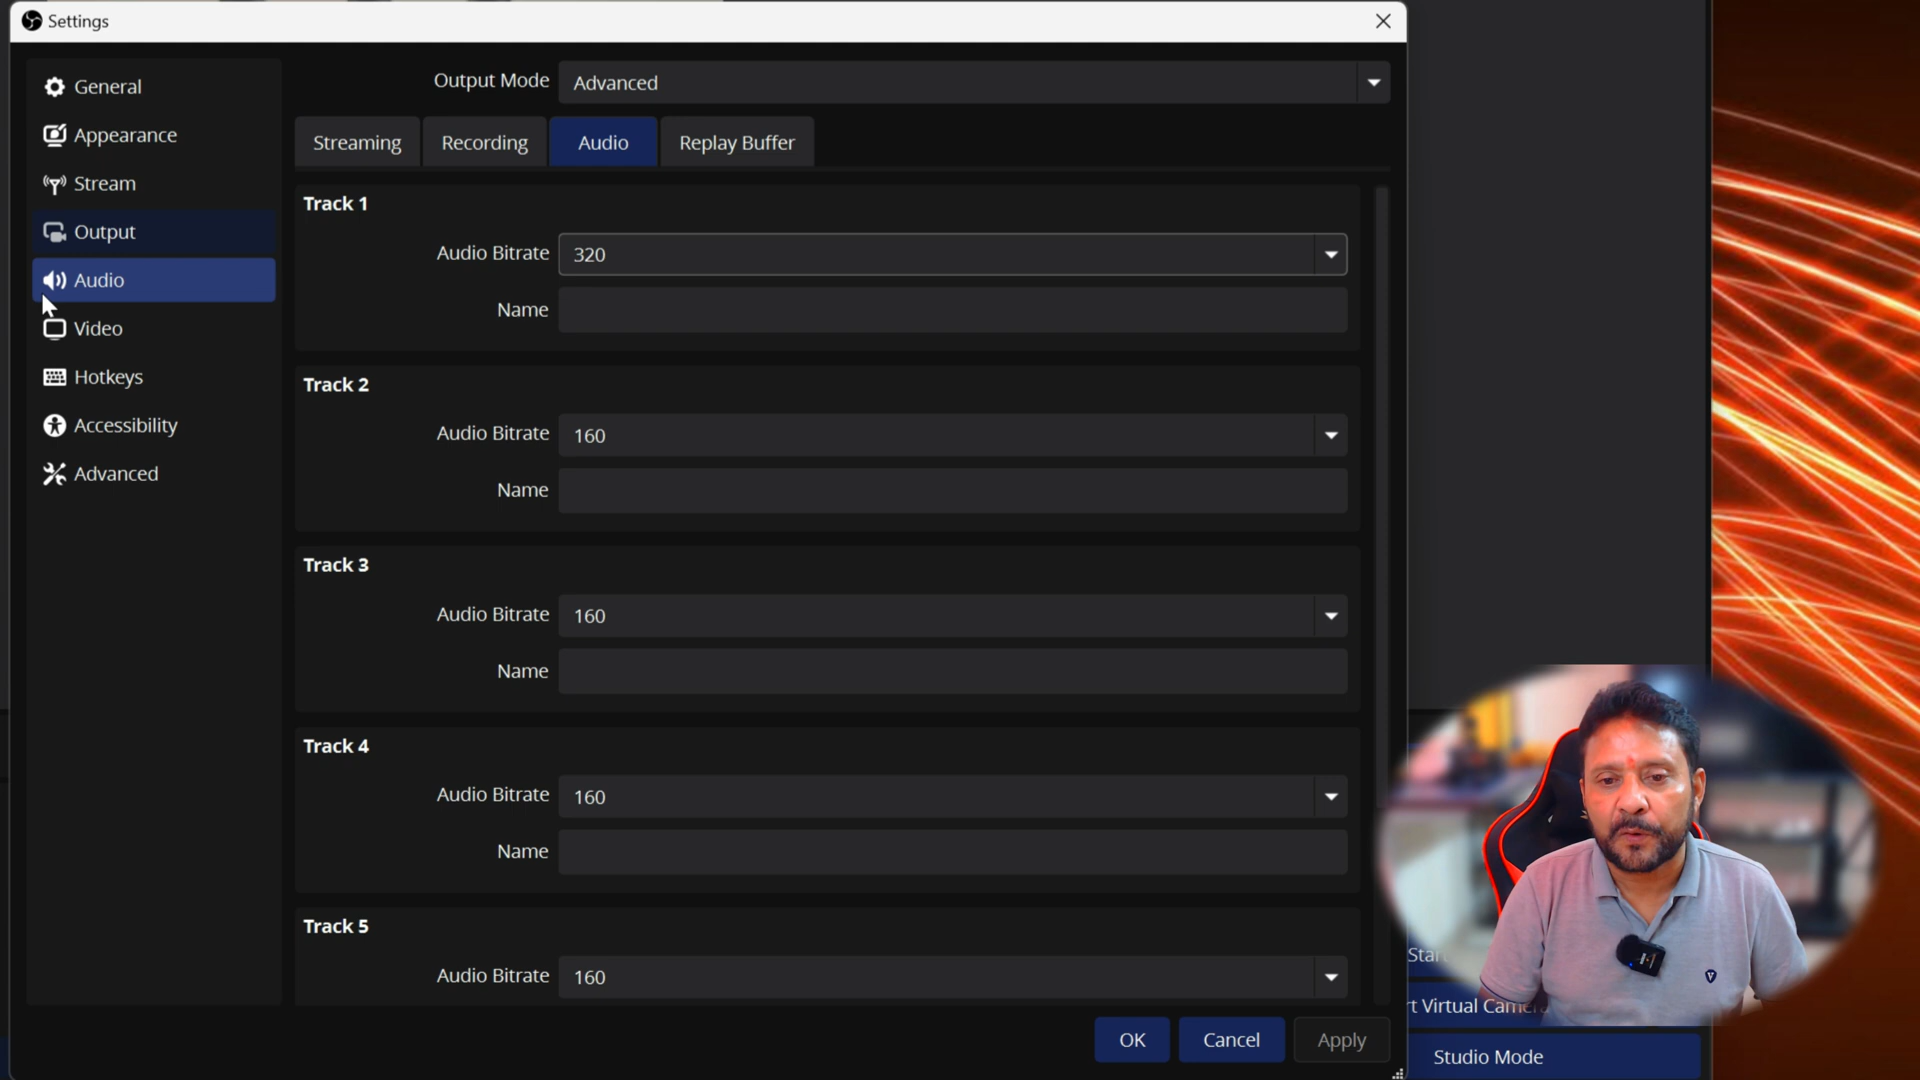 Settings
General
Appearance
Stream
Output
Audio
Video
Hotkeys
Accessibility
Advanced
Output Mode
Advanced
Streaming
Recording
Audio
Replay Buffer
Track 1
Audio Bitrate
320
Name
Track 2
Audio Bitrate
160
Name
Track 3
Audio Bitrate
160
Name
Track 4
Audio Bitrate
160
Name
Track 5
Audio Bitrate
160
OK
Cancel
Apply
Virtual
Studio Mode